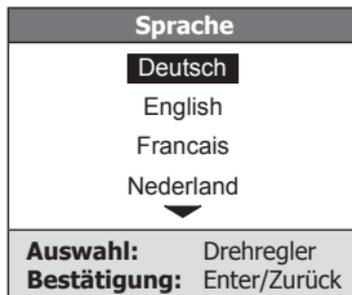 Sprache
Deutsch
English
Francais
Nederland
Auswahl: Drehregler
Bestätigung: Enter/Zurück